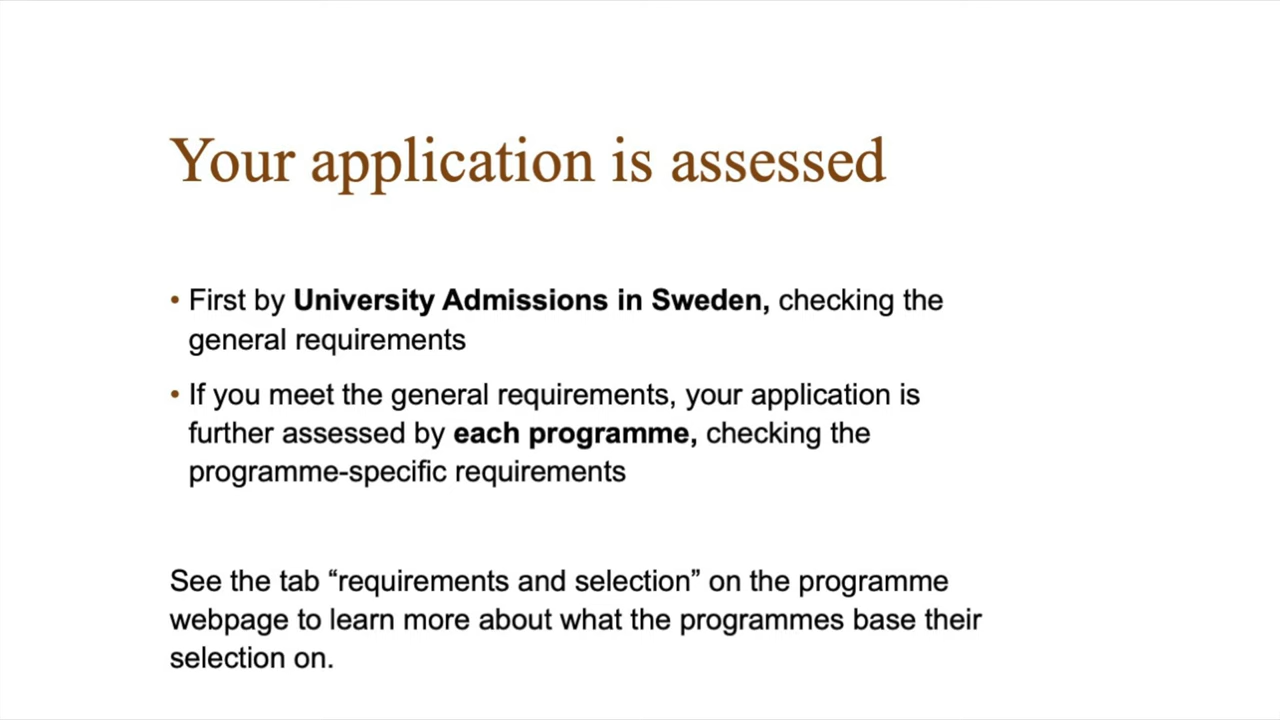 Your application is assessed
• First by University Admissions in Sweden, checking the
general requirements
• If you meet the general requirements, your application is
further assessed by each programme, checking the
programme-specific requirements
See the tab “requirements and selection” on the programme
webpage to learn more about what the programmes base their
selection on.